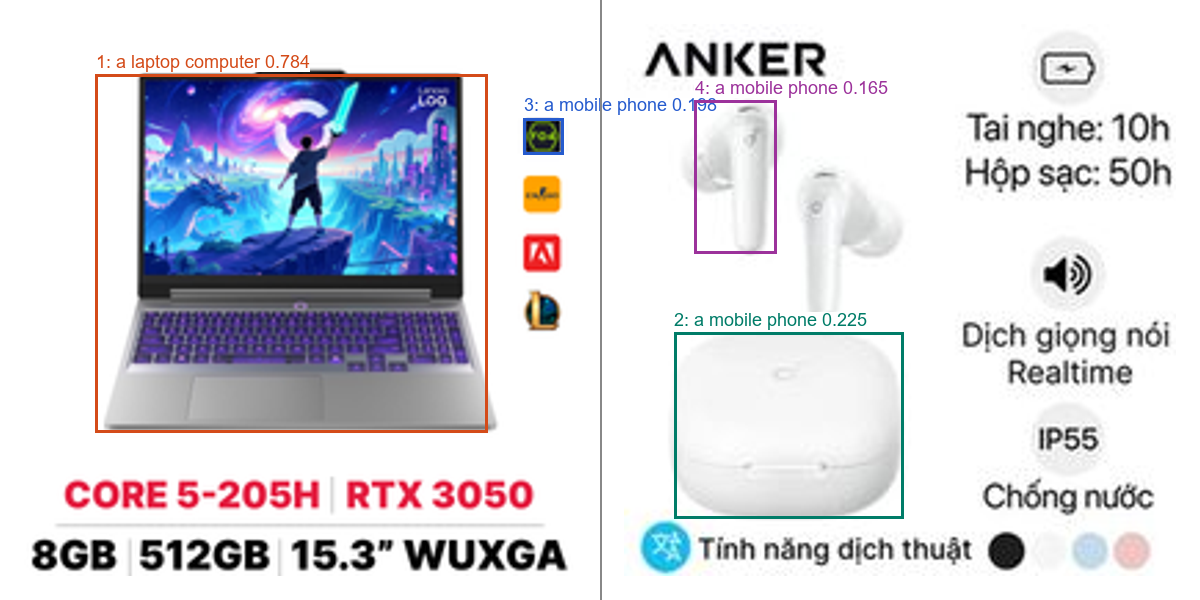 1: a laptop computer 0.784
Lenovo
LOQ
3: a mobile phone 0.198
CORE 5-205H | RTX 3050
8GB | 512GB | 15.3” WUXGA
ANKER
4: a mobile phone 0.165
Tai nghe: 10h
Hộp sạc: 50h
2: a mobile phone 0.225
Dịch giọng nói
Realtime
IP55
Chống nước
Tính năng dịch thuật